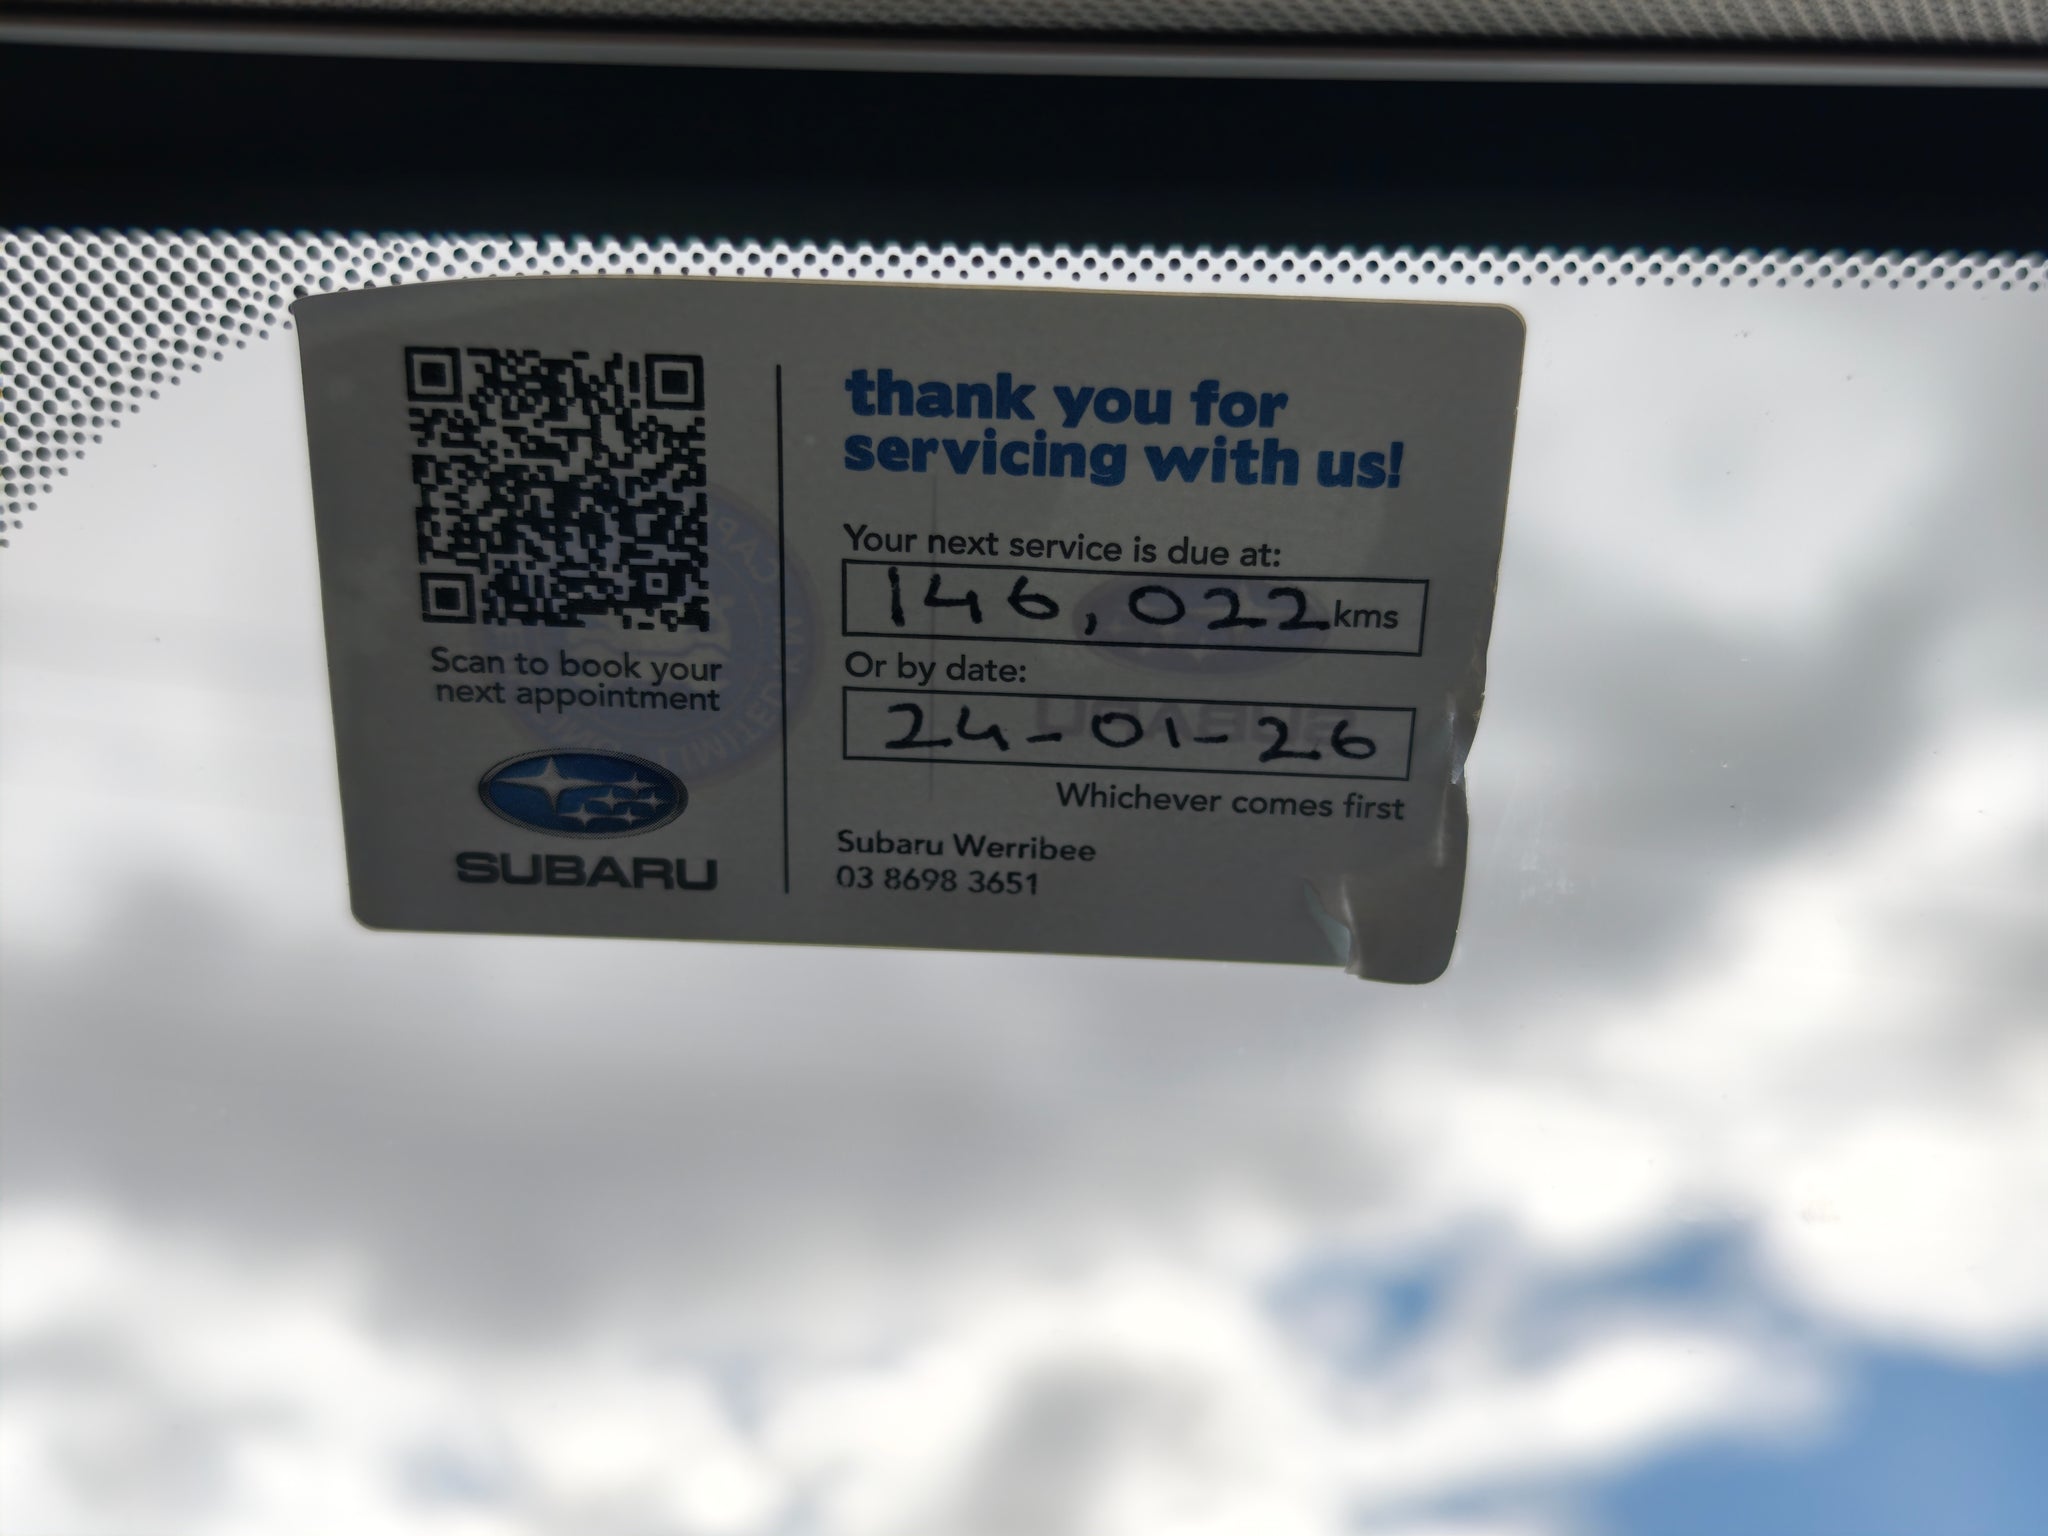 Scan to book your
next appointment
SUBARU
thank you for
servicing with us!
Your next service is due at:
146,022 kms
Or by date:
24-01-26
Whichever comes first
Subaru Werribee
03 8698 3651